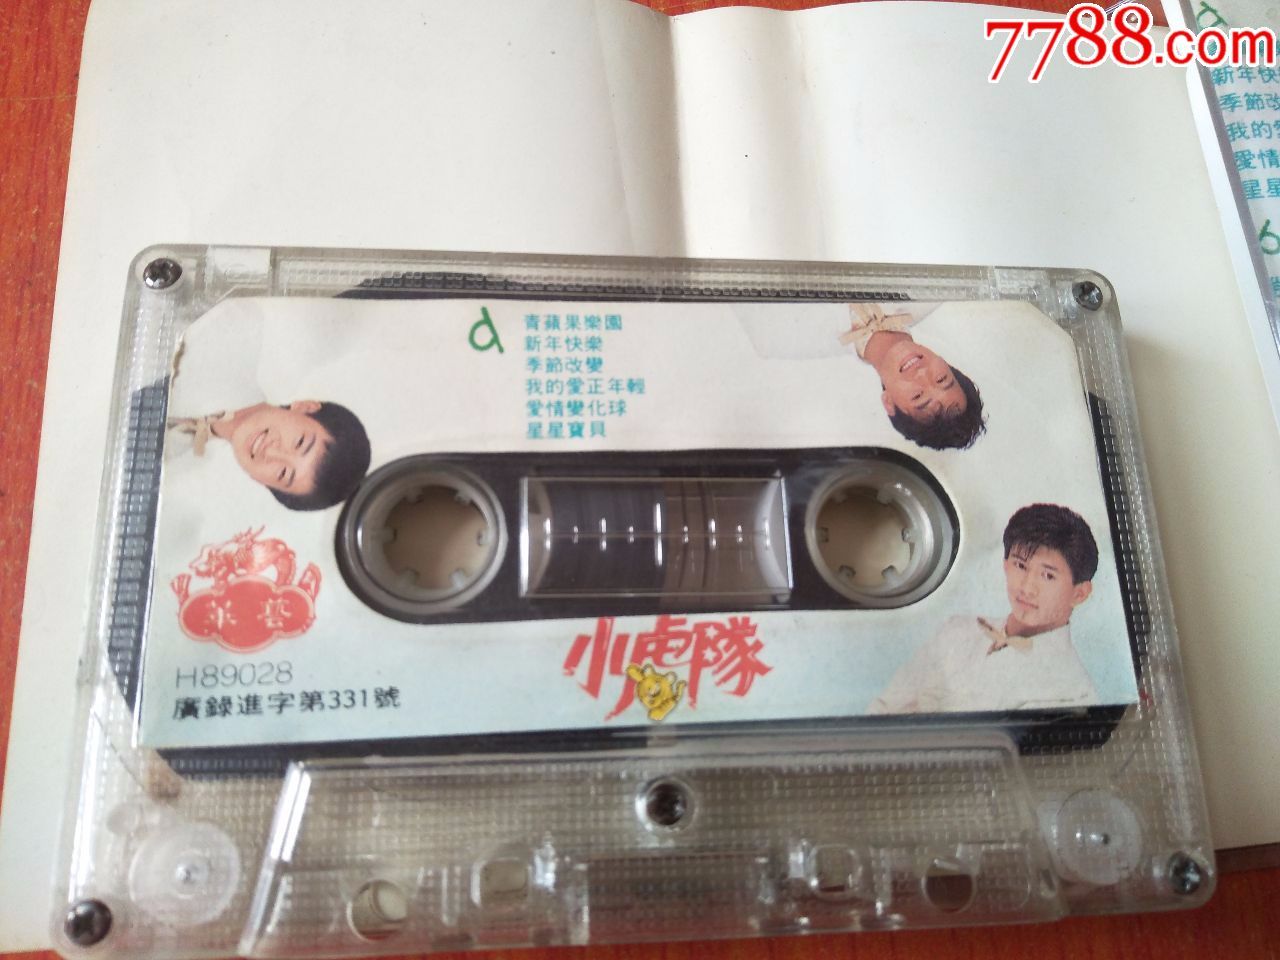 7788.com
a
青蘋果樂園
新年快樂
季節改變
我的愛正年輕
愛情變化球
星星寶貝
藝萊
H89028
廣錄進字第331號
小虎隊
a
新年快
季節改
我的愛
愛情
星星
b